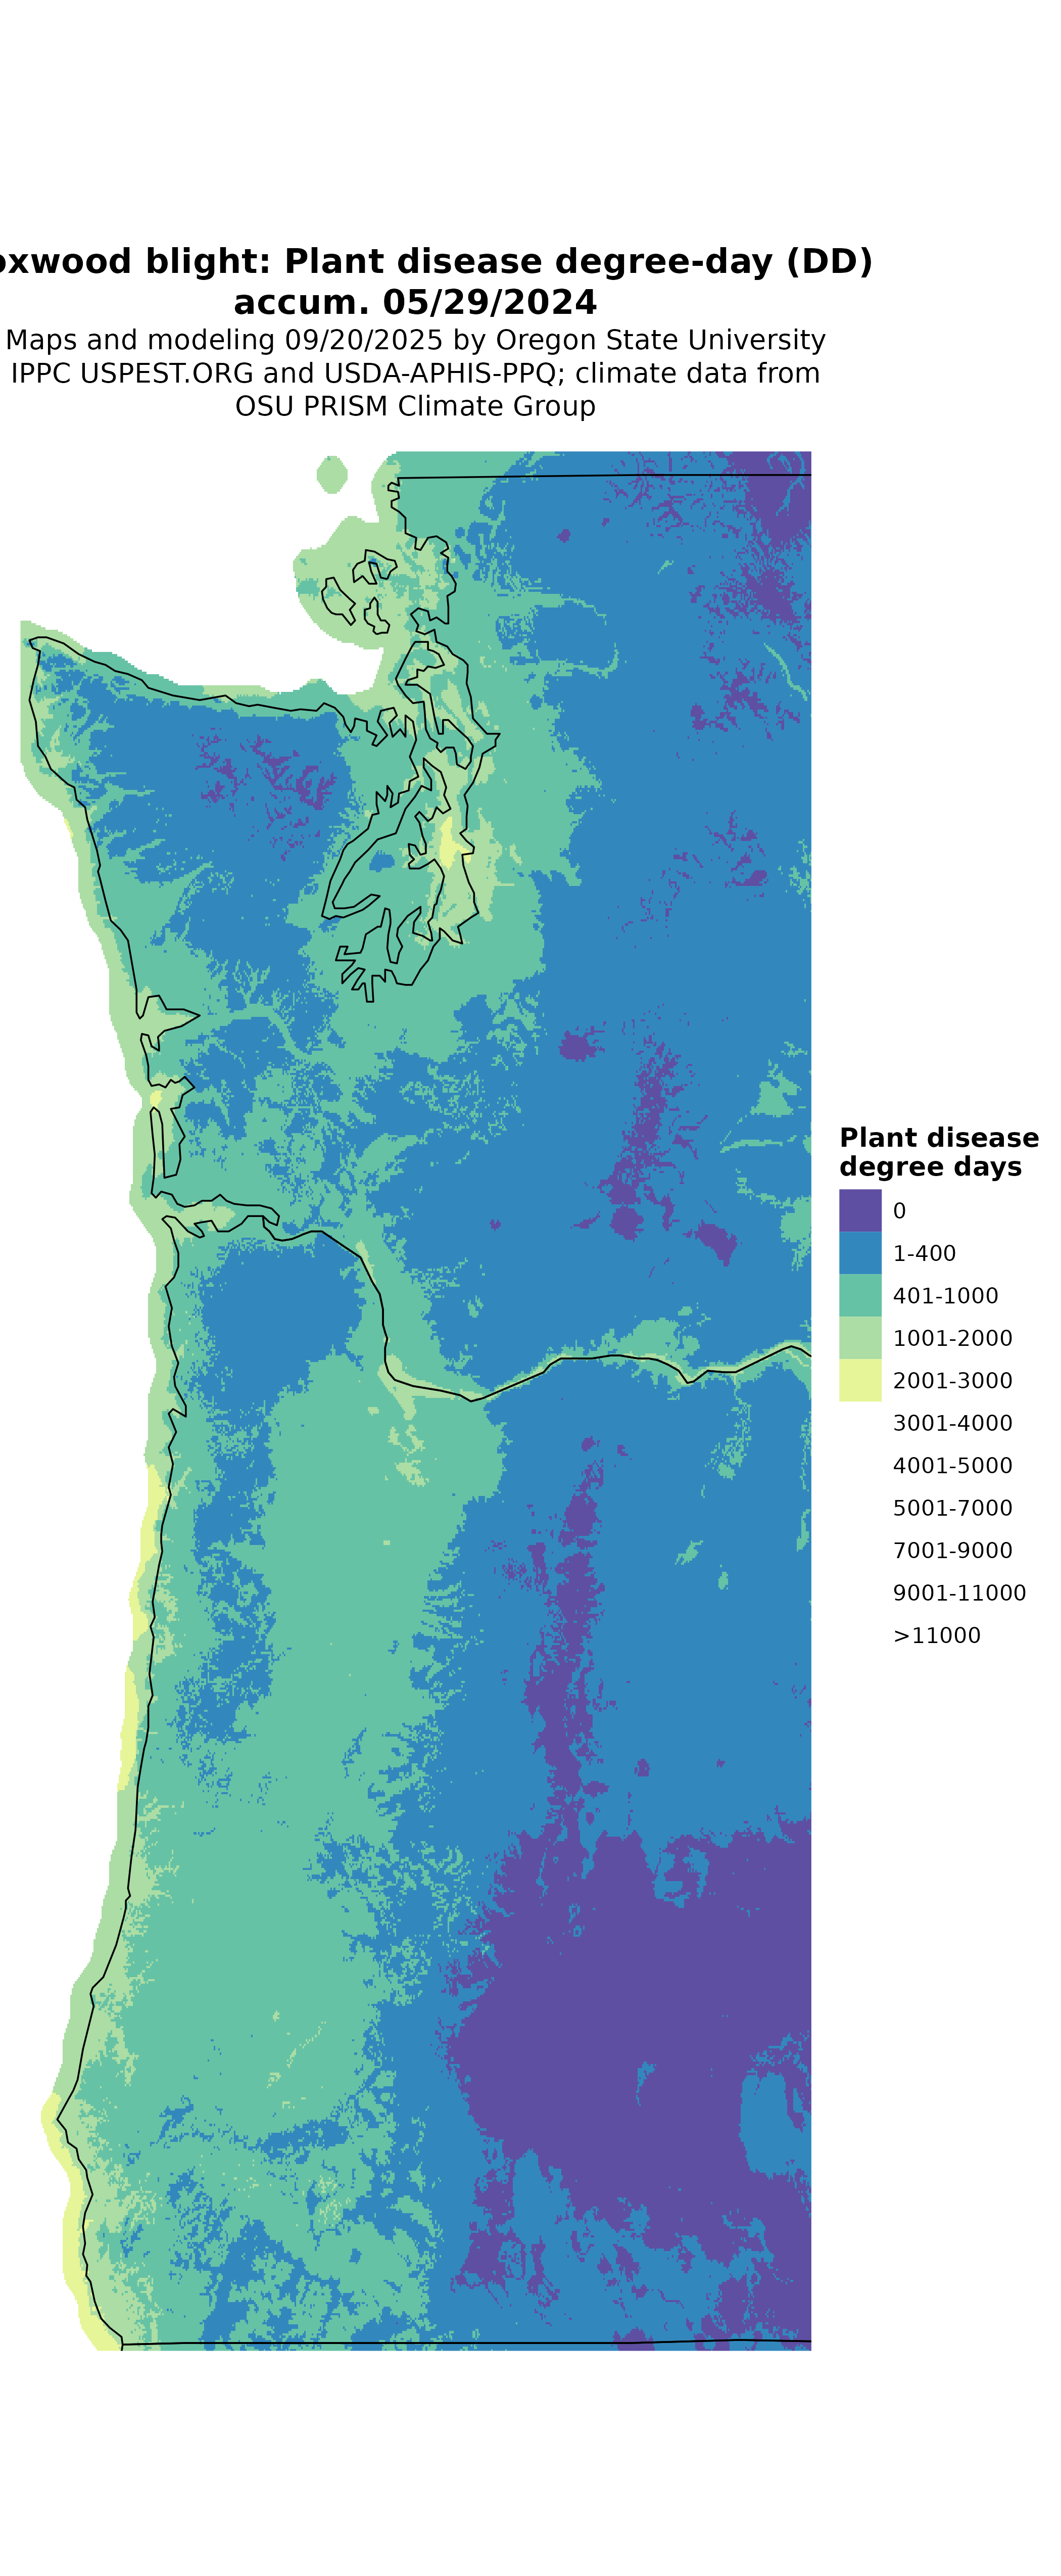 oxwood blight: Plant disease degree-day (DD)
accum. 05/29/2024
Maps and modeling 09/20/2025 by Oregon State University
IPPC USPEST.ORG and USDA-APHIS-PPQ; climate data from
OSU PRISM Climate Group
Plant disease
degree days
0
1-400
401-1000
1001-2000
2001-3000
3001-4000
4001-5000
5001-7000
7001-9000
9001-11000
>11000